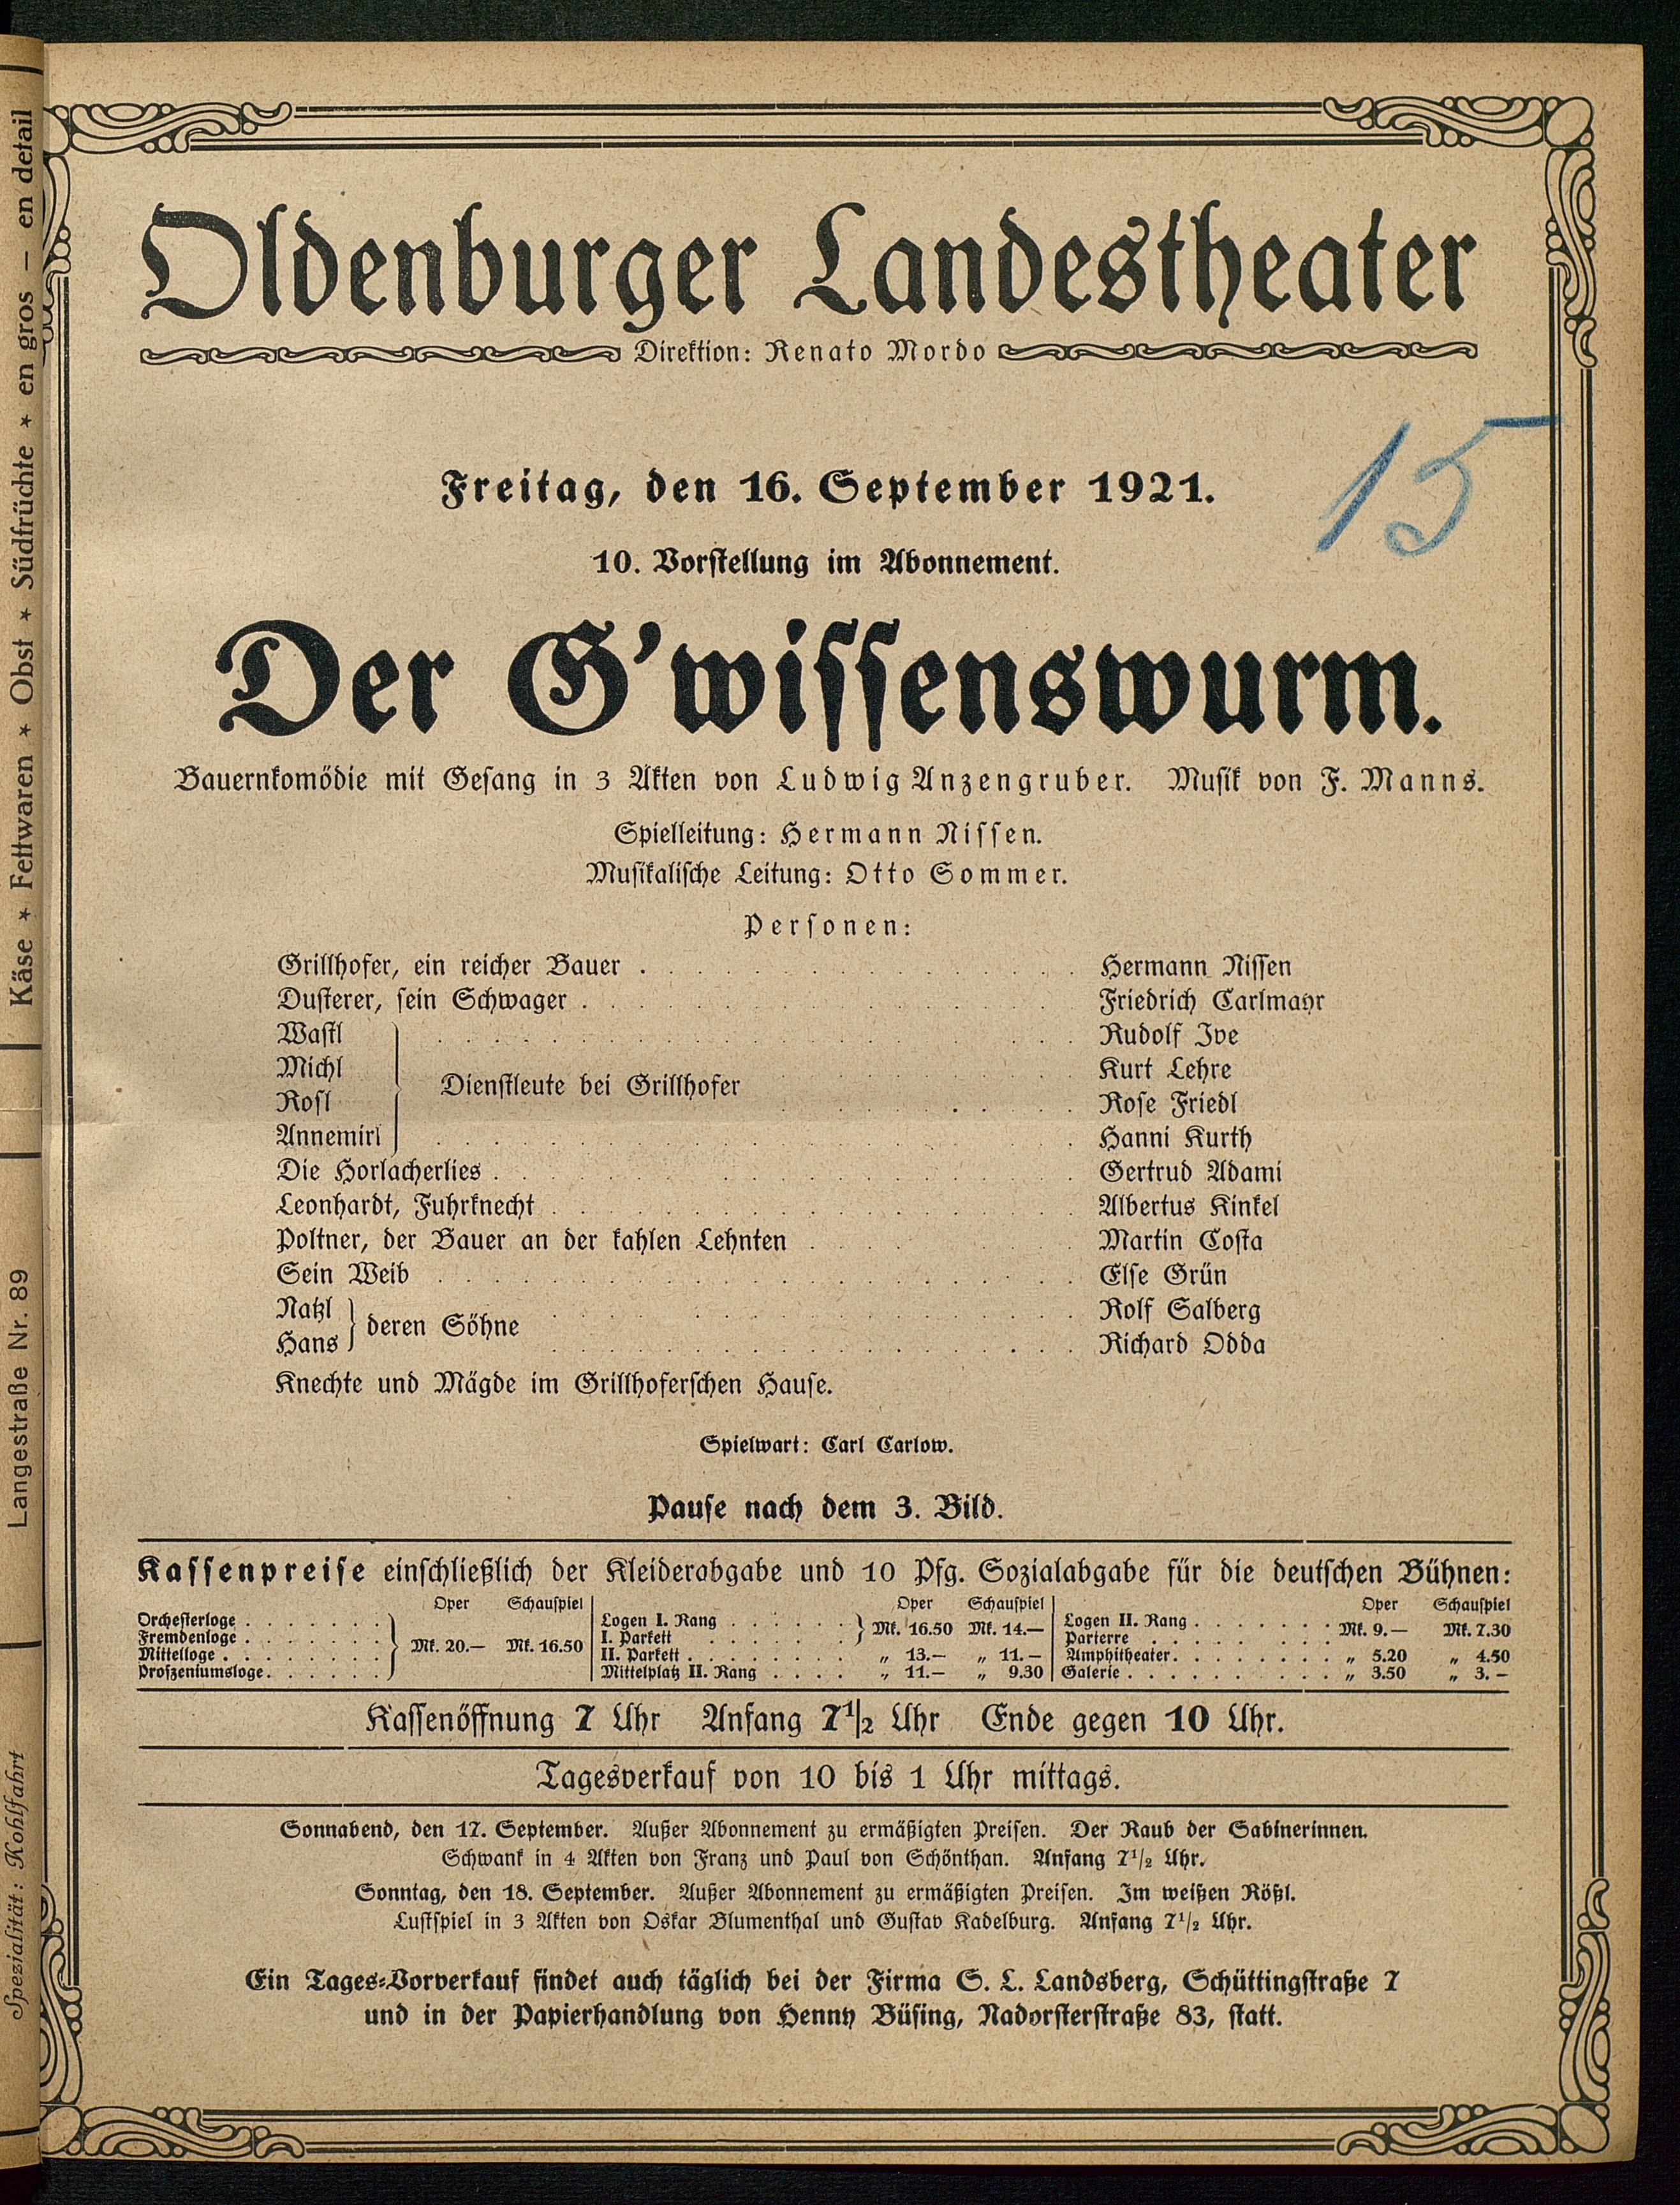 Oldenburger Landestheater
Direktion: Renato Mordo
15
Freitag, den 16. September 1921.
10. Vorstellung im Abonnement.
Der G'wissenswurm.
Bauernkomödie mit Gesang in 3 Akten von Ludwig Anzengruber. Musik von F. Manns.
Spielleitung: Hermann Nissen.
Musikalische Leitung: Otto Sommer.
Personen:
Grillhofer, ein reicher Bauer . . . . . . . . . . Hermann Nissen
Dusterer, sein Schwager . . . . . . . . . . Friedrich Carlmayr
Wastl . . . . . . . . . . Rudolf Ive
Michl . . . . . . . . . . Kurt Lehre
Dienstleute bei Grillhofer
Rosl . . . . . . . . . . Rose Friedl
Annemirl . . . . . . . . . . Hanni Kurth
Die Horlacherlies . . . . . . . . . . Gertrud Adami
Leonhardt, Fuhrknecht . . . . . . . . . . Albertus Kinkel
Poltner, der Bauer an der kahlen Lehnten . . . . . . . . . . Martin Costa
Sein Weib . . . . . . . . . . Else Grün
Natzl . . . . . . . . . . Rolf Salberg
deren Söhne
Hans . . . . . . . . . . Richard Odda
Knechte und Mägde im Grillhoferschen Hause.
Spielwart: Carl Carlow.
Pause nach dem 3. Bild.
Kassenpreise einschließlich der Kleiderabgabe und 10 Pfg. Sozialabgabe für die deutschen Bühnen:
Oper Schauspiel
Orchesterloge . . . . . . .
Fremdenloge . . . . . . .
Mittelloge . . . . . . .
Proszeniumsloge. . . . . . .
Mk. 20.— Mk. 16.50
Oper Schauspiel
Logen I. Rang . . . . . .
I. Parkett . . . . . .
Mk. 16.50 Mk. 14.—
II. Parkett . . . . . . . „ 13.— „ 11.—
Mittelplatz II. Rang . . . . „ 11.— „ 9.30
Oper Schauspiel
Logen II. Rang . . . . . . .
Parterre . . . . . . . .
Mk. 9.— Mk. 7.30
Amphitheater. . . . . . . . „ 5.20 „ 4.50
Galerie . . . . . . . . . „ 3.50 „ 3.—
Kassenöffnung 7 Uhr Anfang 7½ Uhr Ende gegen 10 Uhr.
Tagesverkauf von 10 bis 1 Uhr mittags.
Sonnabend, den 17. September. Außer Abonnement zu ermäßigten Preisen. Der Raub der Sabinerinnen.
Schwank in 4 Akten von Franz und Paul von Schönthan. Anfang 7½ Uhr.
Sonntag, den 18. September. Außer Abonnement zu ermäßigten Preisen. Im weißen Rößl.
Lustspiel in 3 Akten von Oskar Blumenthal und Gustav Kadelburg. Anfang 7½ Uhr.
Ein Tages-Vorverkauf findet auch täglich bei der Firma S. L. Landsberg, Schüttingstraße 7
und in der Papierhandlung von Henny Büsing, Nadorsterstraße 83, statt.
Käse ★ Fettwaren ★ Obst ★ Südfrüchte ★ en gros — en detail
Langestraße Nr. 89
Spezialität: Kohlfahrt